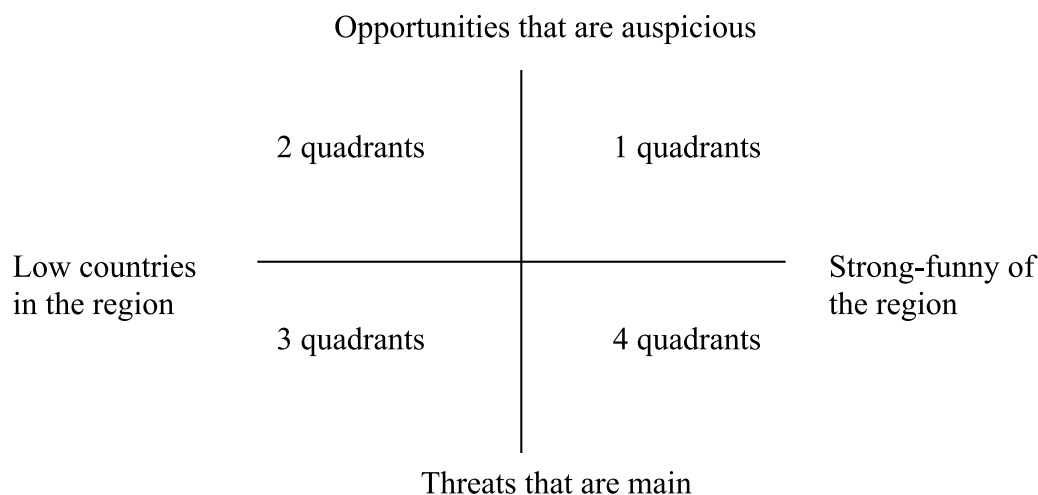 Opportunities that are auspicious
2 quadrants
1 quadrants
Low countries
in the region
Strong-funny of
the region
3 quadrants
4 quadrants
Threats that are main